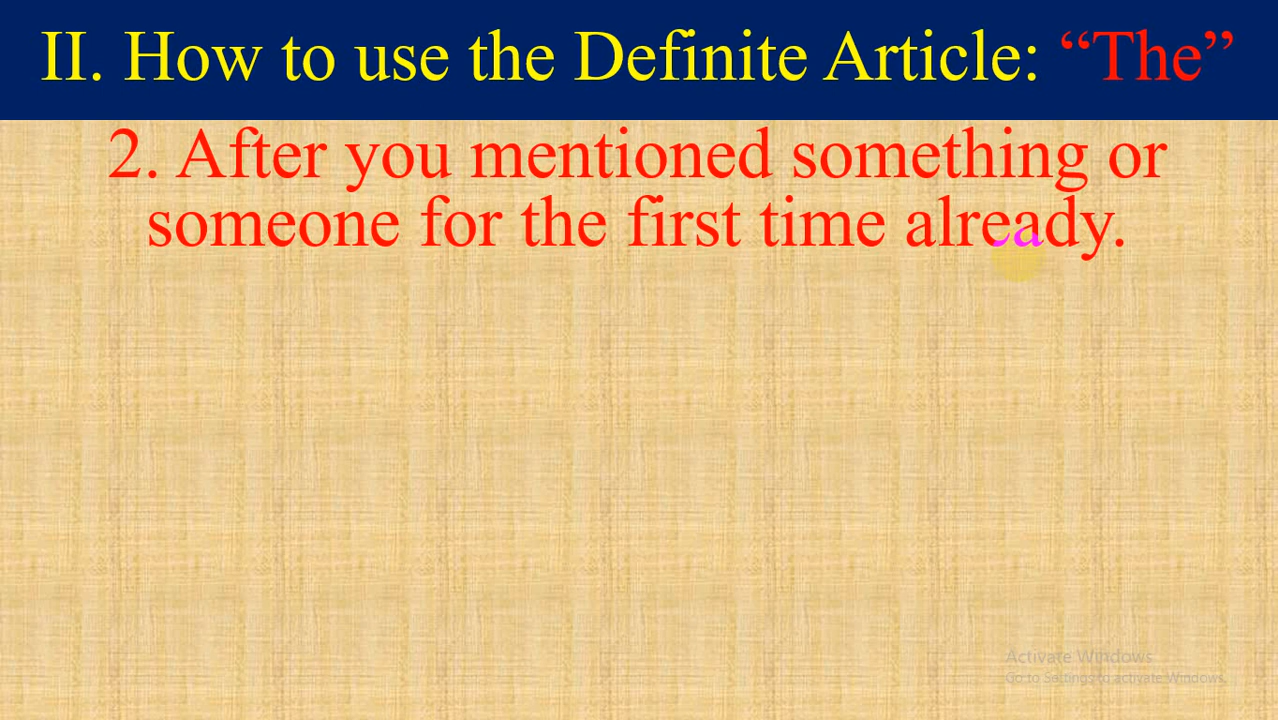 II. How to use the Definite Article: “The”
2. After you mentioned something or
someone for the first time already.
Activate Windows
Go to Settings to activate Windows.